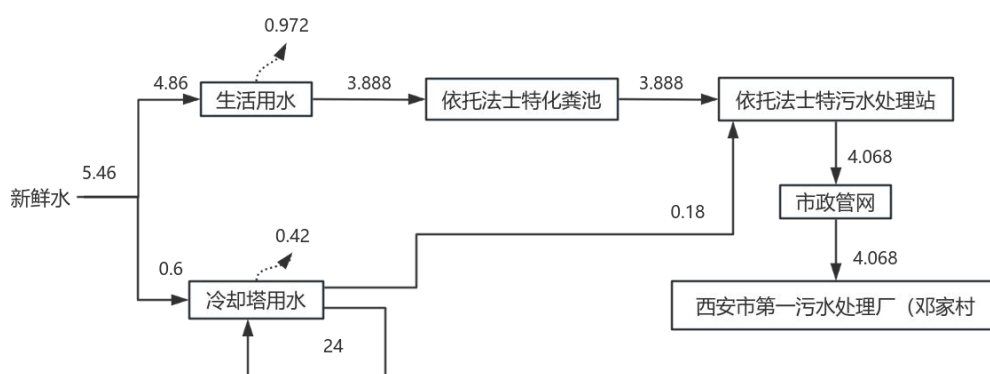 0.972
4.86
生活用水
3.888
依托法士特化粪池
3.888
依托法士特污水处理站
4.068
5.46
新鲜水
市政管网
0.18
0.42
4.068
0.6
冷却塔用水
西安市第一污水处理厂（邓家村
24